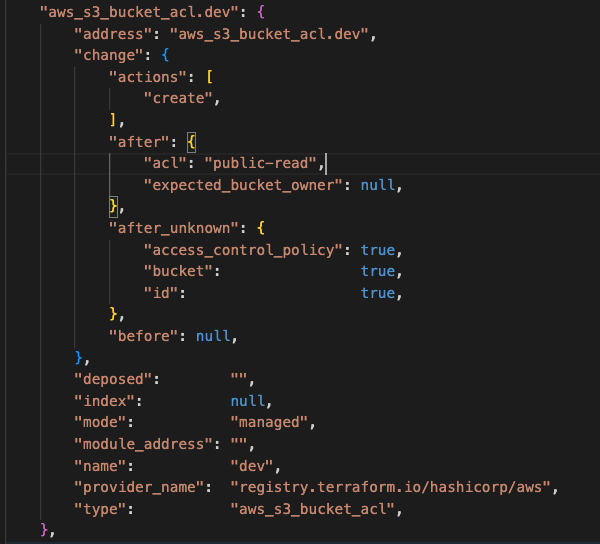 "aws_s3_bucket_acl.dev": {
    "address": "aws_s3_bucket_acl.dev",
    "change": {
        "actions": [
            "create",
        ],
        "after": {
            "acl": "public-read",
            "expected_bucket_owner": null,
        },
        "after_unknown": {
            "access_control_policy": true,
            "bucket":                true,
            "id":                    true,
        },
        "before": null,
    },
    "deposed":        "",
    "index":          null,
    "mode":           "managed",
    "module_address": "",
    "name":           "dev",
    "provider_name":  "registry.terraform.io/hashicorp/aws",
    "type":           "aws_s3_bucket_acl",
},